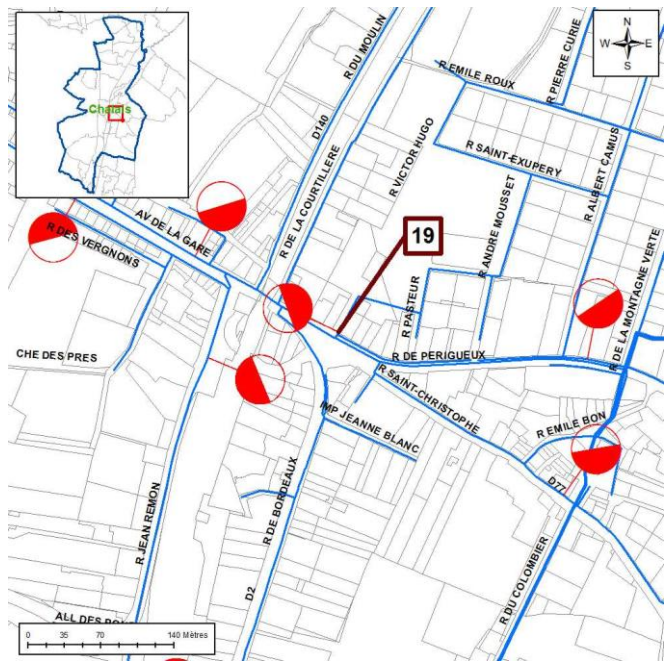 Chalais
N
W E
S
R DU MOULIN
D140
R DE LA COURTILLERE
R VICTOR HUGO
R EMILE ROUX
R PIERRE CURIE
R SAINT-EXUPERY
R ALBERT CAMUS
R ANDRE MOUSSET
R DE LA MONTAGNE VERTE
AV DE LA GARE
R DES VERGNONS
19
R PASTEUR
CHE DES PRES
R DE PERIGUEUX
R SAINT-CHRISTOPHE
IMP JEANNE BLANC
R EMILE BON
D77
R JEAN REMON
R DE BORDEAUX
D2
R DU COLOMBIER
ALL DES
0 35 70 140 Mètres